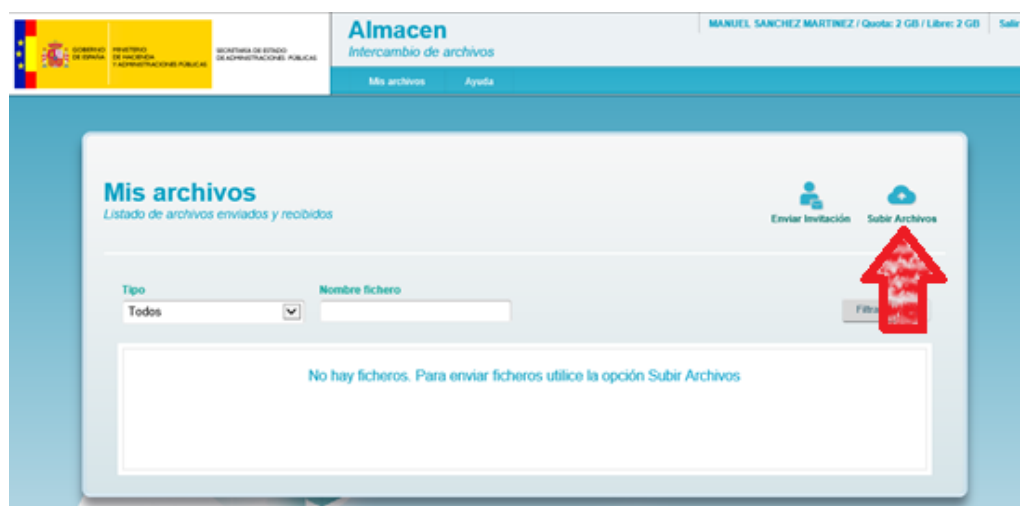 GOBIERNO DE ESPAÑA
MINISTERIO DE HACIENDA Y ADMINISTRACIONES PÚBLICAS
SECRETARÍA DE ESTADO DE ADMINISTRACIONES PÚBLICAS
Almacen
Intercambio de archivos
MANUEL SANCHEZ MARTINEZ / Quota: 2 GB / Libre: 2 GB
Salir
Mis archivos
Ayuda
Mis archivos
Listado de archivos enviados y recibidos
Enviar Invitación
Subir Archivos
Tipo
Nombre fichero
Todos
No hay ficheros. Para enviar ficheros utilice la opción Subir Archivos